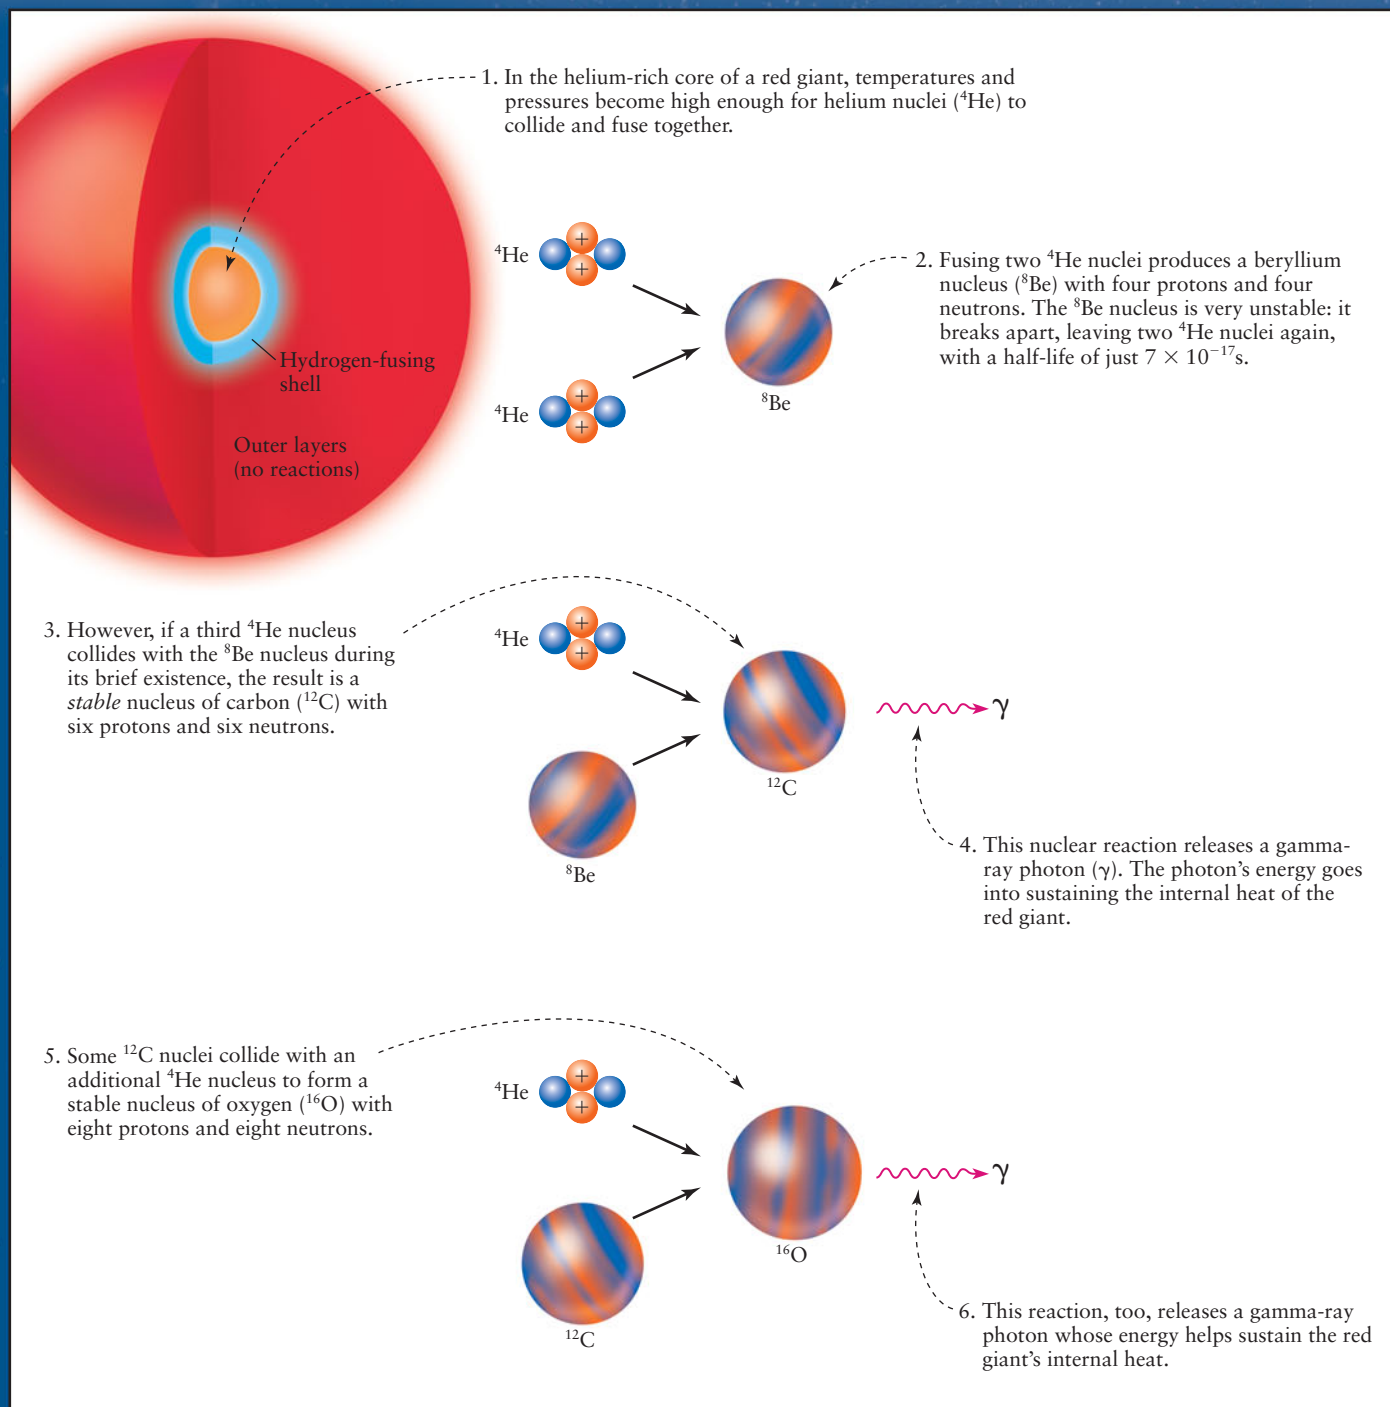 1. In the helium-rich core of a red giant, temperatures and
pressures become high enough for helium nuclei (⁴He) to
collide and fuse together.
Hydrogen-fusing
shell
Outer layers
(no reactions)
⁴He
+
+
⁴He
+
+
⁸Be
2. Fusing two ⁴He nuclei produces a beryllium
nucleus (⁸Be) with four protons and four
neutrons. The ⁸Be nucleus is very unstable: it
breaks apart, leaving two ⁴He nuclei again,
with a half-life of just 7 × 10⁻¹⁷s.
3. However, if a third ⁴He nucleus
collides with the ⁸Be nucleus during
its brief existence, the result is a
stable nucleus of carbon (¹²C) with
six protons and six neutrons.
⁴He
+
+
⁸Be
¹²C
γ
4. This nuclear reaction releases a gamma-
ray photon (γ). The photon’s energy goes
into sustaining the internal heat of the
red giant.
5. Some ¹²C nuclei collide with an
additional ⁴He nucleus to form a
stable nucleus of oxygen (¹⁶O) with
eight protons and eight neutrons.
⁴He
+
+
¹²C
¹⁶O
γ
6. This reaction, too, releases a gamma-ray
photon whose energy helps sustain the red
giant’s internal heat.